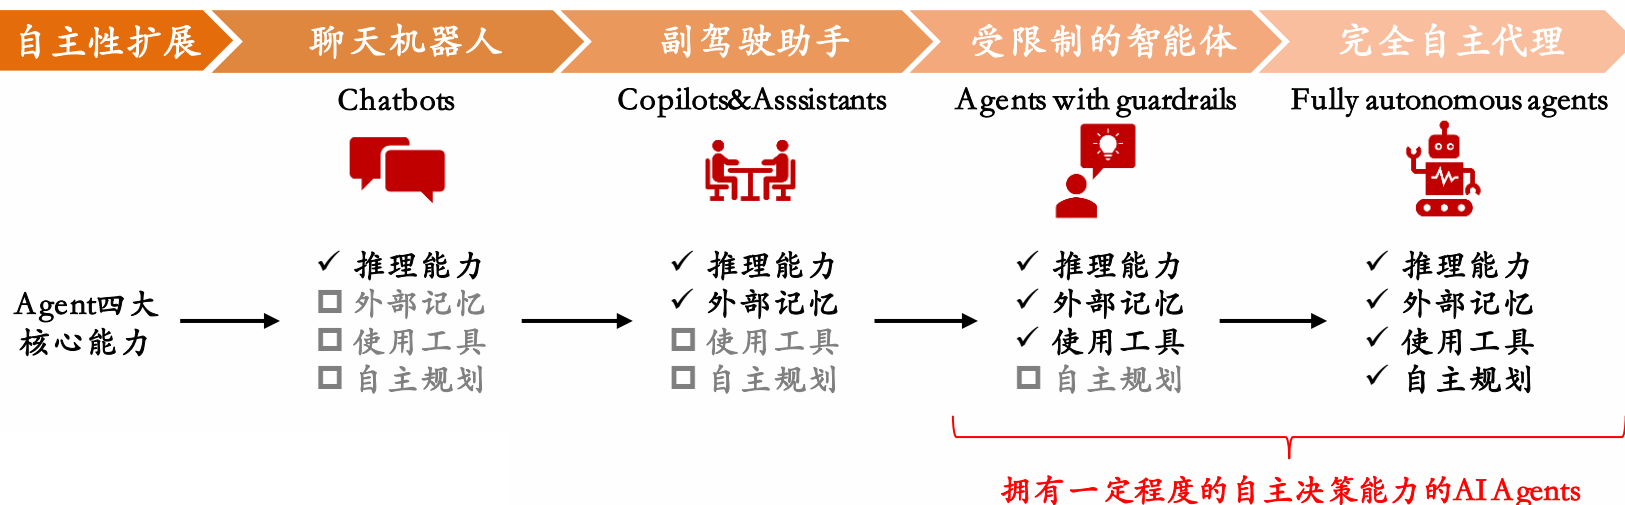 自主性扩展
聊天机器人
副驾驶助手
受限制的智能体
完全自主代理
Chatbots
Copilots&Asssistants
Agents with guardrails
Fully autonomous agents
Agent四大
核心能力
推理能力
外部记忆
使用工具
自主规划
推理能力
外部记忆
使用工具
自主规划
推理能力
外部记忆
使用工具
自主规划
推理能力
外部记忆
使用工具
自主规划
拥有一定程度的自主决策能力的AI Agents